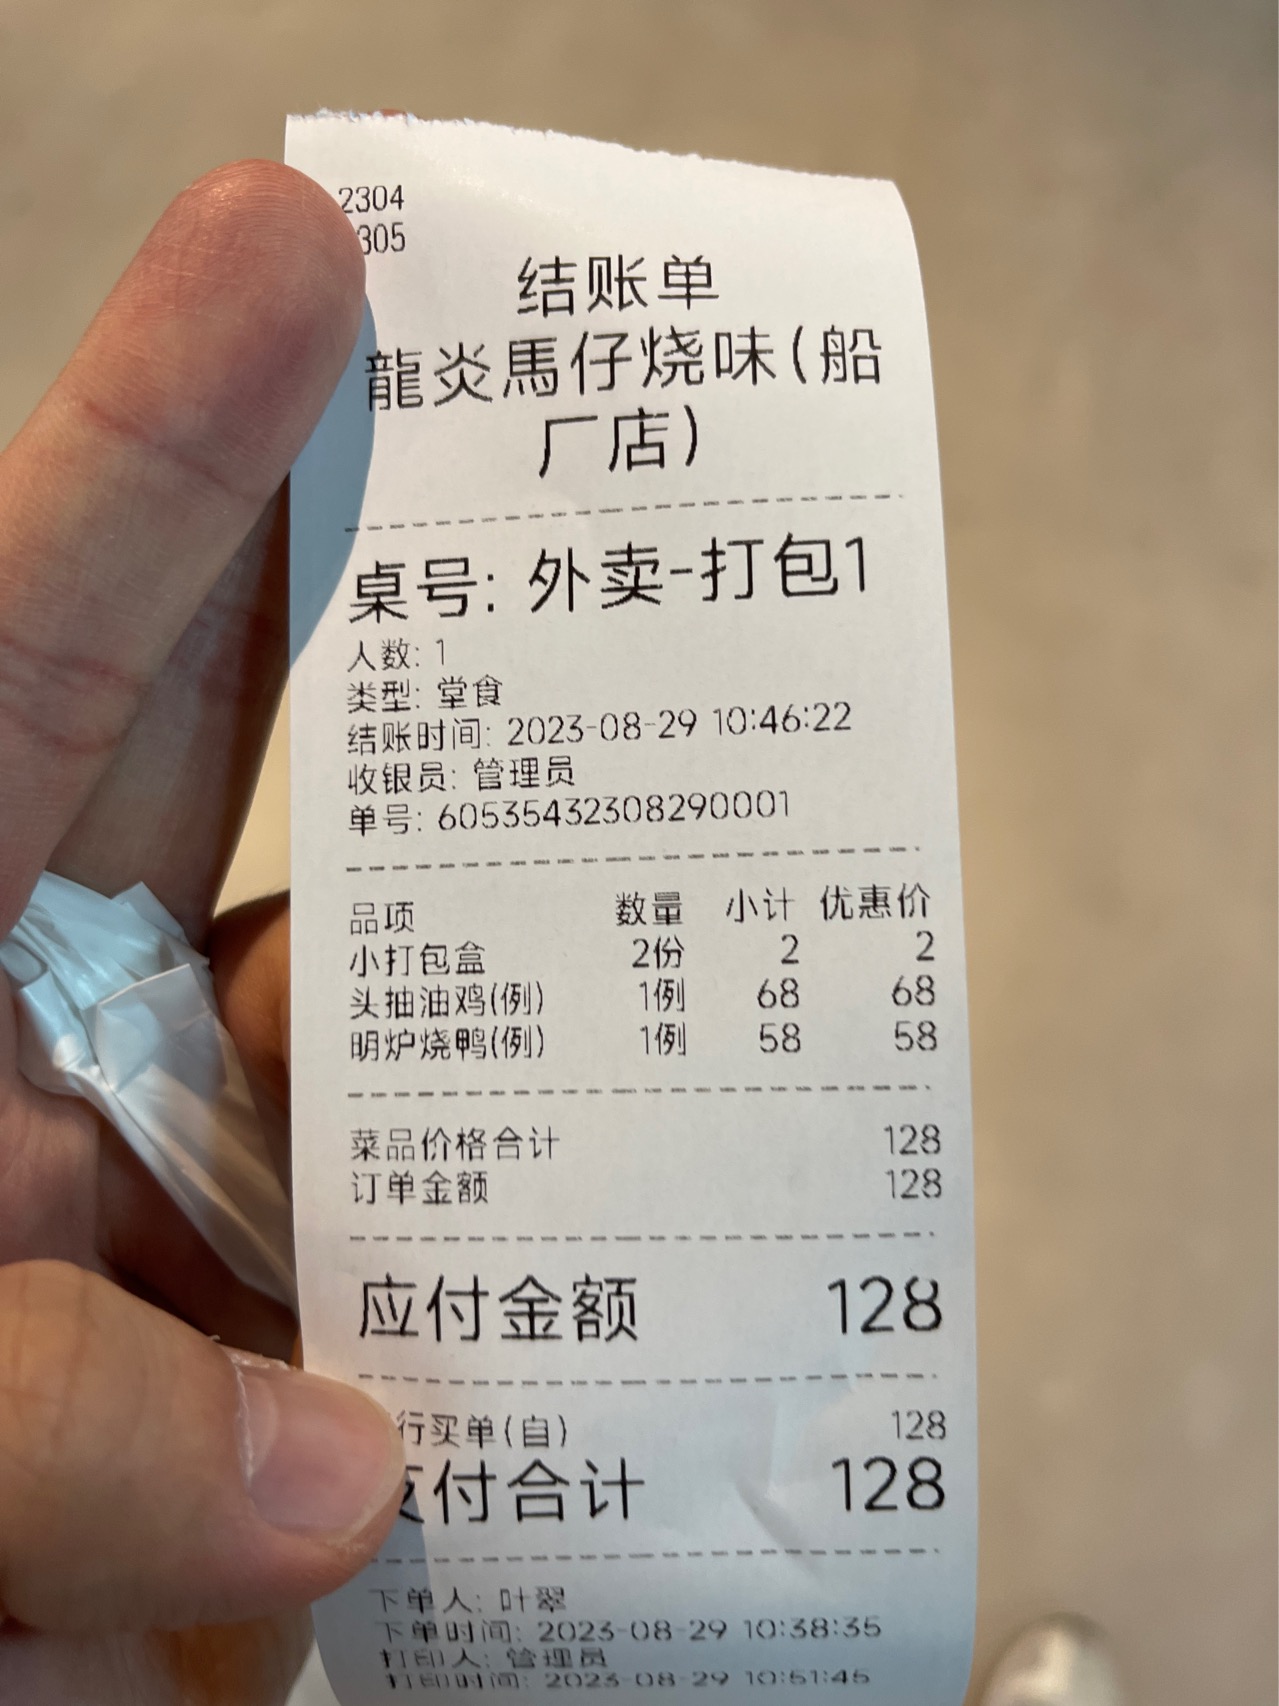 2304
305
结账单
龍炎馬仔烧味(船
厂店)
桌号: 外卖-打包1
人数: 1
类型: 堂食
结账时间: 2023-08-29 10:46:22
收银员: 管理员
单号: 60535432308290001
品项 数量 小计 优惠价
小打包盒 2份 2 2
头抽油鸡(例) 1例 68 68
明炉烧鸭(例) 1例 58 58
菜品价格合计 128
订单金额 128
应付金额 128
行买单(自) 128
支付合计 128
下单人: 叶翠
下单时间: 2023-08-29 10:38:35
打印人: 管理员
打印时间: 2023-08-29 10:51:45